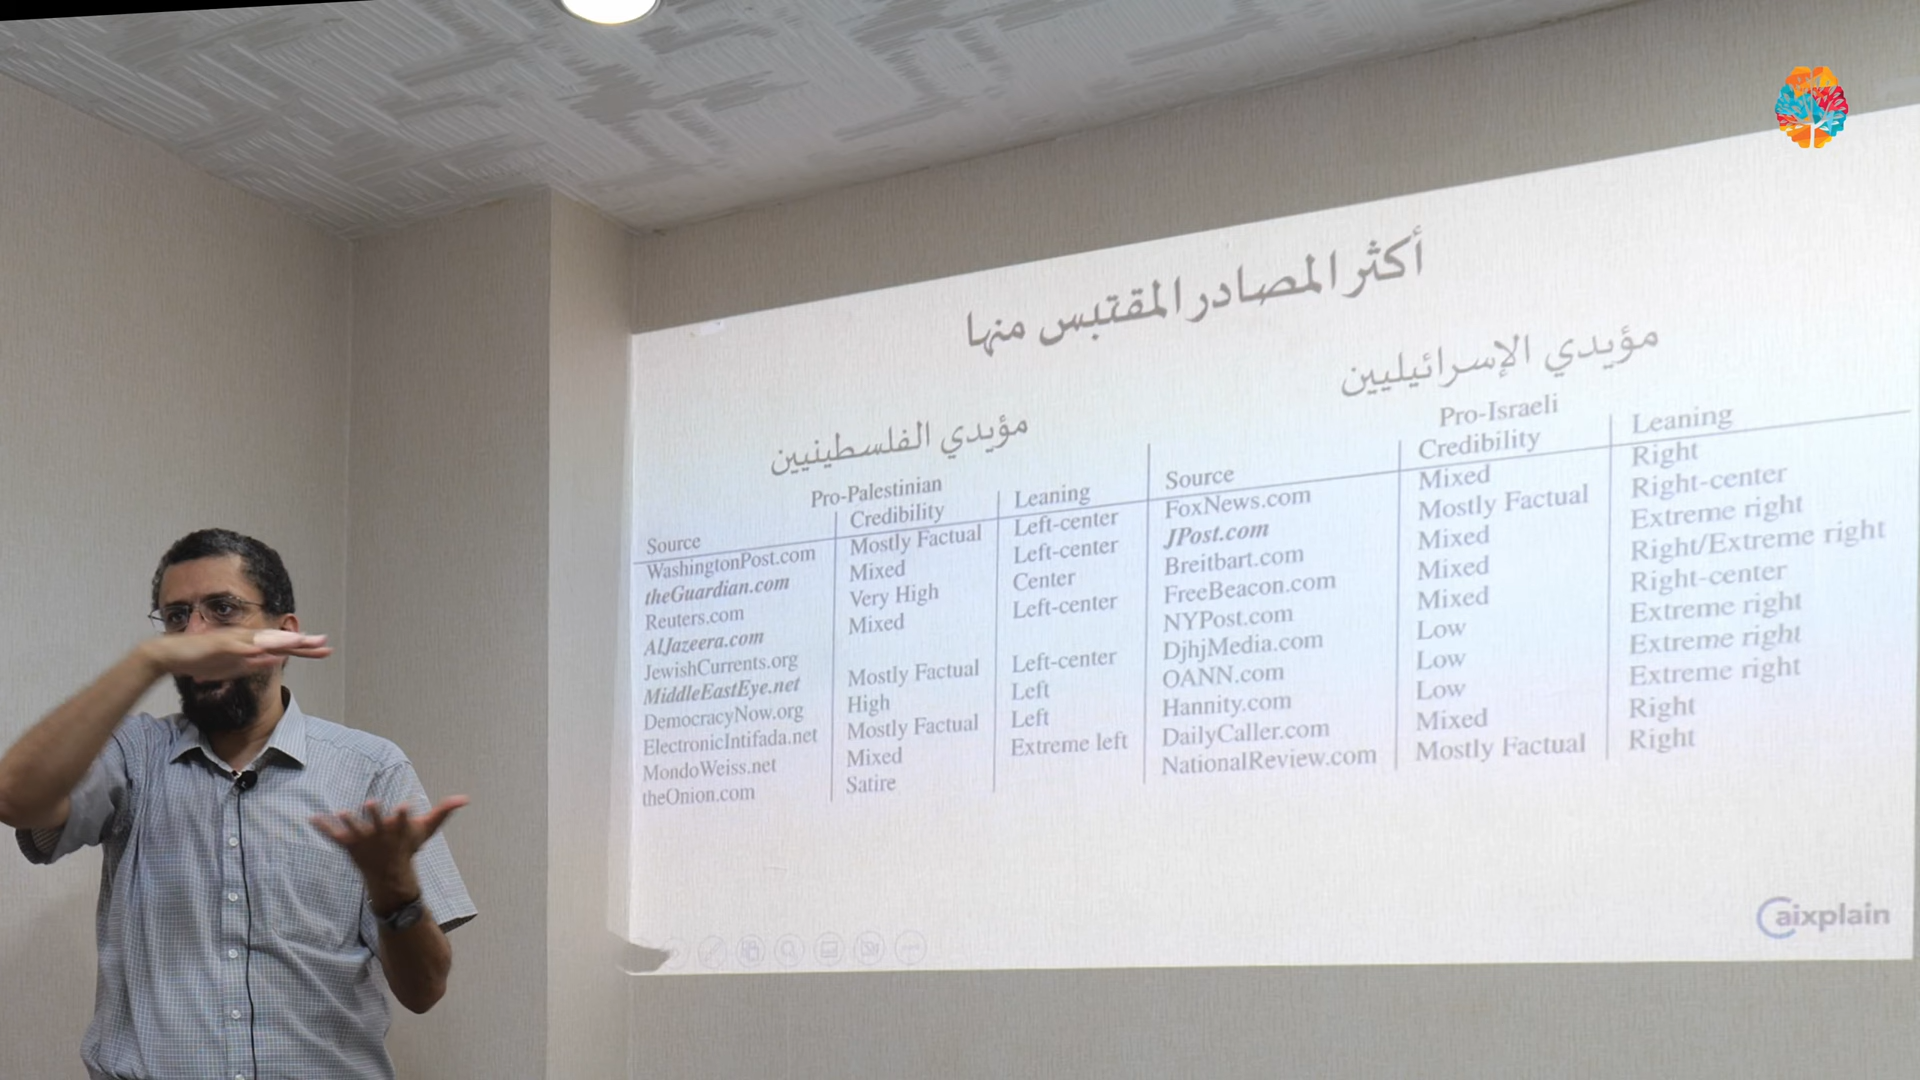 أكثر المصادر المقتبس منها
مؤيدي الفلسطينيين
Pro-Palestinian
Source Credibility Leaning
WashingtonPost.com Mostly Factual Left-center
theGuardian.com Mixed Left-center
Reuters.com Very High Center
AlJazeera.com Mixed Left-center
JewishCurrents.org
MiddleEastEye.net Mostly Factual Left-center
DemocracyNow.org High Left
ElectronicIntifada.net Mostly Factual Left
MondoWeiss.net Mixed Extreme left
theOnion.com Satire
مؤيدي الإسرائيليين
Pro-Israeli
Source Credibility Leaning
FoxNews.com Mixed Right
JPost.com Mostly Factual Right-center
Breitbart.com Mixed Extreme right
FreeBeacon.com Mixed Right/Extreme right
NYPost.com Mixed Right-center
DjhjMedia.com Low Extreme right
OANN.com Low Extreme right
Hannity.com Low Extreme right
DailyCaller.com Mixed Right
NationalReview.com Mostly Factual Right
aixplain